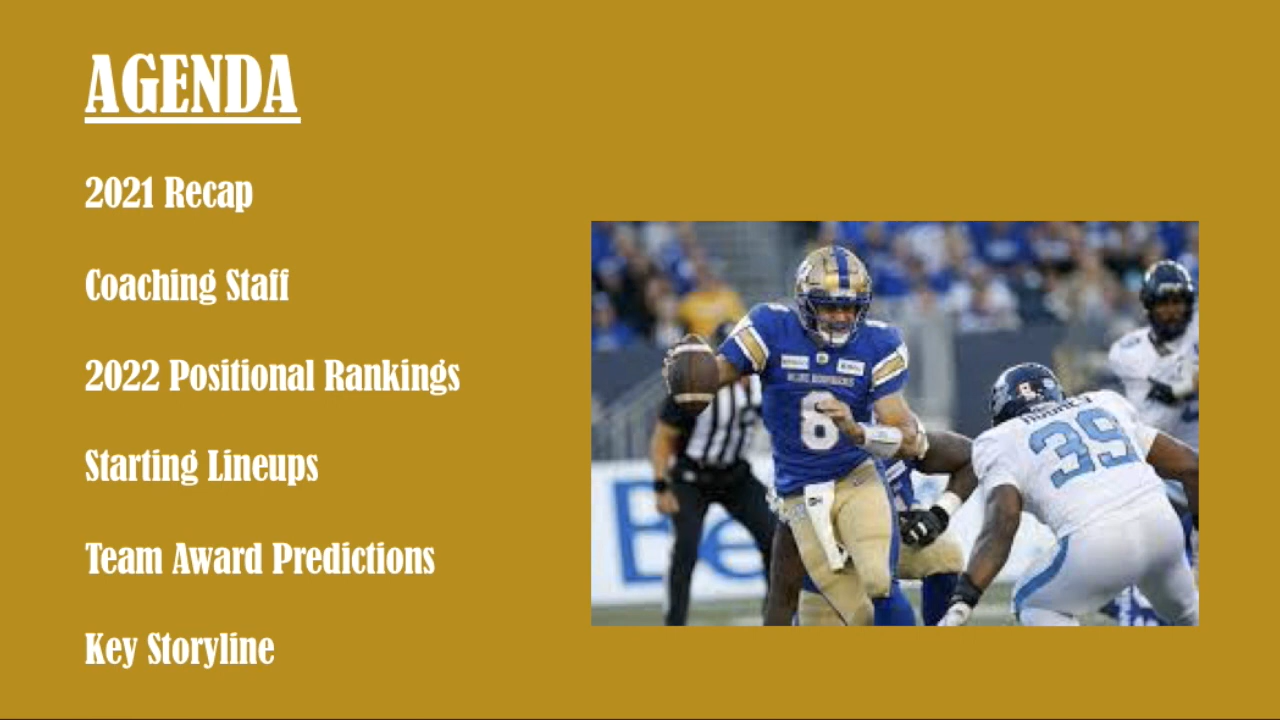 AGENDA
2021 Recap
Coaching Staff
2022 Positional Rankings
Starting Lineups
Team Award Predictions
Key Storyline
BLUE BOMBERS
8
39
Be